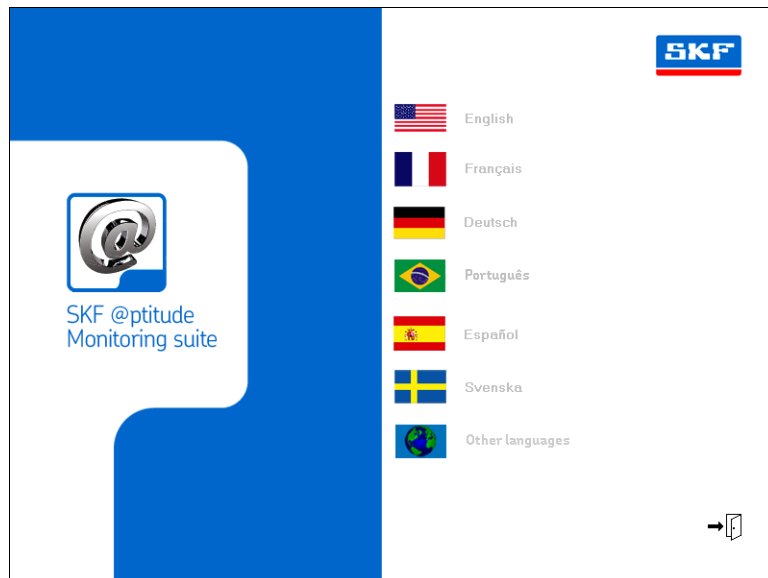 SKF
English
Français
Deutsch
Português
Español
Svenska
Other languages
SKF @ptitude
Monitoring suite